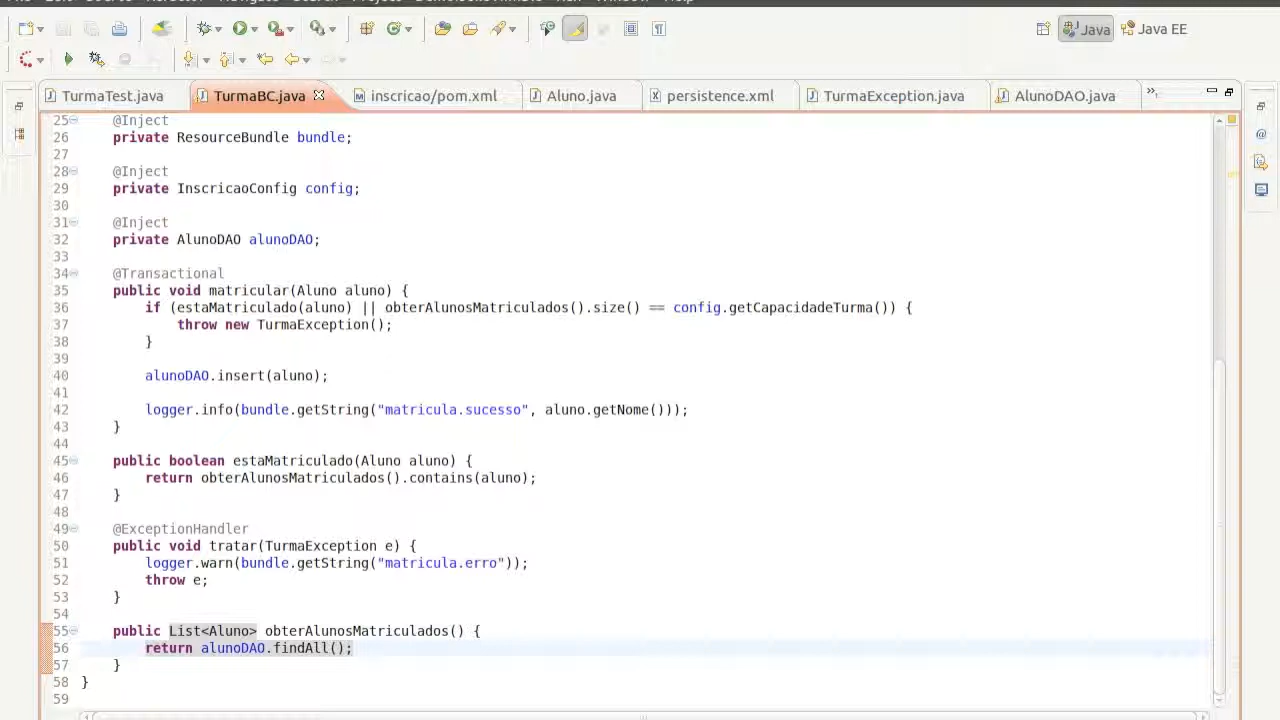 Java
Java EE
TurmaTest.java
TurmaBC.java
inscricao/pom.xml
Aluno.java
persistence.xml
TurmaException.java
AlunoDAO.java
25 @Inject
26 private ResourceBundle bundle;
27
28 @Inject
29 private InscricaoConfig config;
30
31 @Inject
32 private AlunoDAO alunoDAO;
33
34 @Transactional
35 public void matricular(Aluno aluno) {
36 if (estaMatriculado(aluno) || obterAlunosMatriculados().size() == config.getCapacidadeTurma()) {
37 throw new TurmaException();
38 }
39
40 alunoDAO.insert(aluno);
41
42 logger.info(bundle.getString("matricula.sucesso", aluno.getNome()));
43 }
44
45 public boolean estaMatriculado(Aluno aluno) {
46 return obterAlunosMatriculados().contains(aluno);
47 }
48
49 @ExceptionHandler
50 public void tratar(TurmaException e) {
51 logger.warn(bundle.getString("matricula.erro"));
52 throw e;
53 }
54
55 public List<Aluno> obterAlunosMatriculados() {
56 return alunoDAO.findAll();
57 }
58 }
59